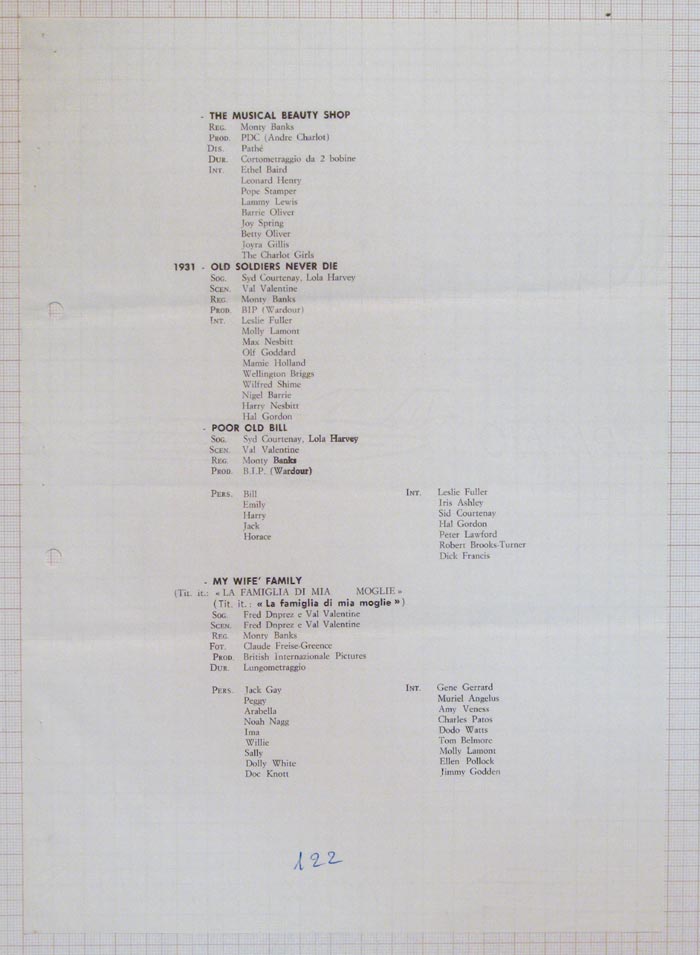 - THE MUSICAL BEAUTY SHOP
REG. Monty Banks
PROD. PDC (Andre Charlot)
DIS. Pathé
DUR. Cortometraggio da 2 bobine
INT. Ethel Baird
Leonard Henry
Pope Stamper
Lammy Lewis
Barrie Oliver
Joy Spring
Betty Oliver
Joyra Gillis
The Charlot Girls
1931 - OLD SOLDIERS NEVER DIE
SOG. Syd Courtenay, Lola Harvey
SCEN. Val Valentine
REG. Monty Banks
PROD. BIP (Wardour)
INT. Leslie Fuller
Molly Lamont
Max Nesbitt
Olf Goddard
Mamie Holland
Wellington Briggs
Wilfred Shime
Nigel Barrie
Harry Nesbitt
Hal Gordon
- POOR OLD BILL
SOG. Syd Courtenay, Lola Harvey
SCEN. Val Valentine
REG. Monty Banks
PROD. B.I.P. (Wardour)
PERS. Bill
Emily
Harry
Jack
Horace
INT. Leslie Fuller
Iris Ashley
Sid Courtenay
Hal Gordon
Peter Lawford
Robert Brooks-Turner
Dick Francis
- MY WIFE' FAMILY
(Tit. it.: « LA FAMIGLIA DI MIA MOGLIE »
(Tit. it.: « La famiglia di mia moglie »)
SOG. Fred Dnprez e Val Valentine
SCEN. Fred Dnprez e Val Valentine
REG. Monty Banks
FOT. Claude Freise-Greence
PROD. British Internazionale Pictures
DUR. Lungometraggio
PERS. Jack Gay
Peggy
Arabella
Noah Nagg
Ima
Willie
Sally
Dolly White
Doc Knott
INT. Gene Gerrard
Muriel Angelus
Amy Veness
Charles Patos
Dodo Watts
Tom Belmore
Molly Lamont
Ellen Pollock
Jimmy Godden
122